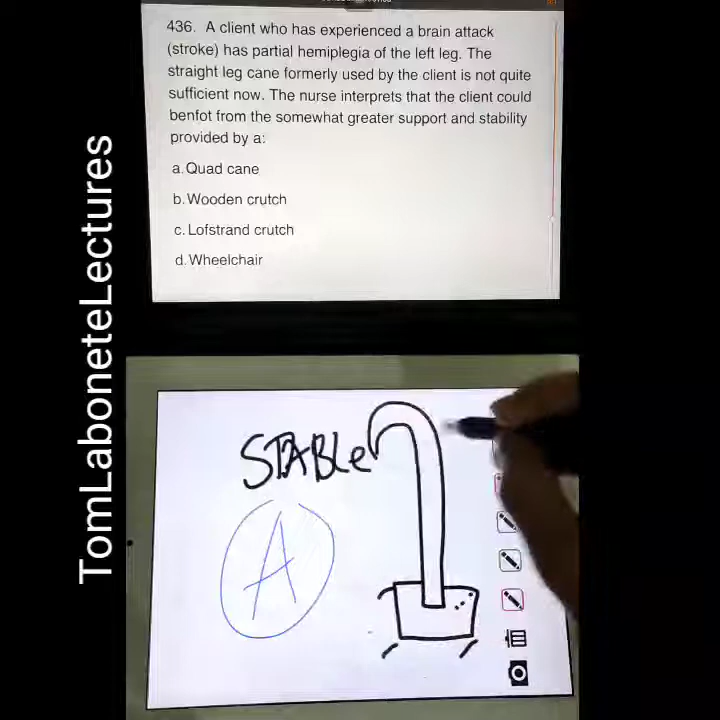 436. A client who has experienced a brain attack
(stroke) has partial hemiplegia of the left leg. The
straight leg cane formerly used by the client is not quite
sufficient now. The nurse interprets that the client could
benfot from the somewhat greater support and stability
provided by a:
a. Quad cane
b. Wooden crutch
c. Lofstrand crutch
d. Wheelchair
TomLaboneteLectures
STABLe
A